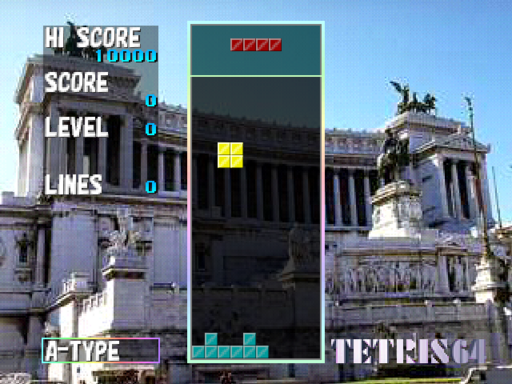 HI SCORE
10000
SCORE
0
LEVEL 0
LINES 0
A-TYPE
TETRIS64